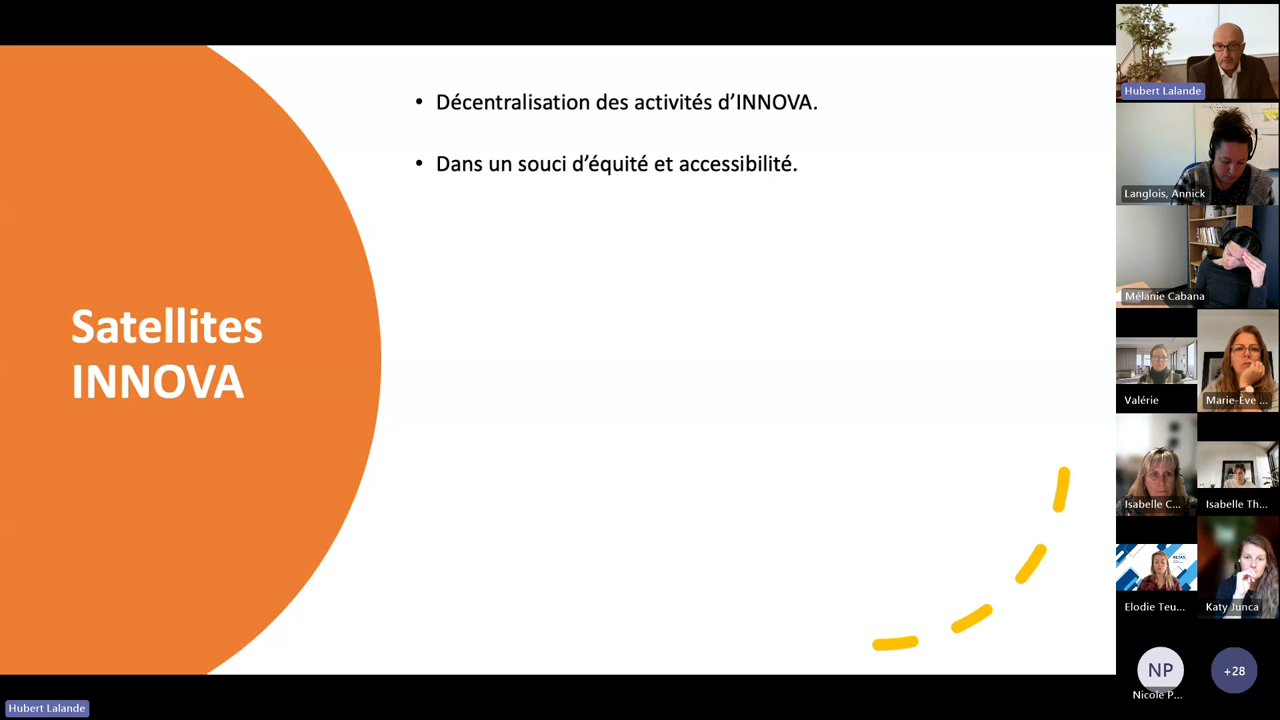 Satellites
INNOVA
• Décentralisation des activités d’INNOVA.
• Dans un souci d’équité et accessibilité.
Hubert Lalande
Langlois, Annick
Mélanie Cabana
Valérie
Marie-Ève ...
Isabelle C...
Isabelle Th...
Elodie Teu...
Katy Junca
NP
Nicole P...
+28
Hubert Lalande